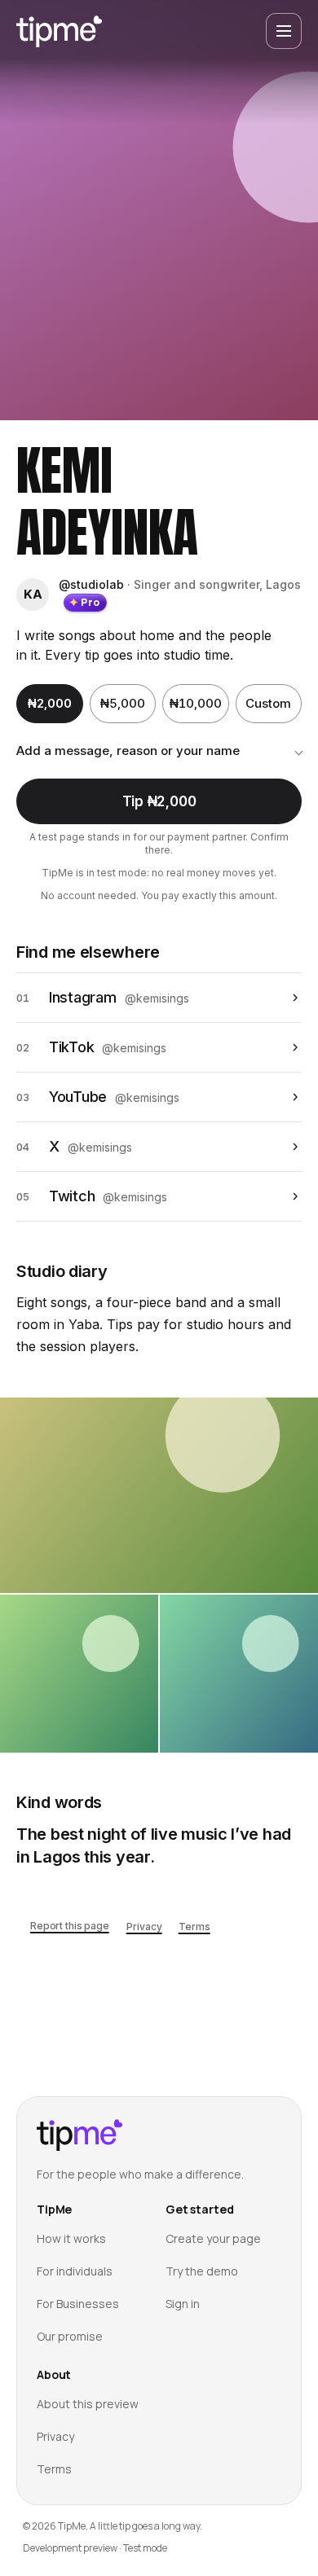 tipme
KEMI
ADEYINKA
KA
@studiolab · Singer and songwriter, Lagos
Pro
I write songs about home and the people
in it. Every tip goes into studio time.
₦2,000 ₦5,000 ₦10,000 Custom
Add a message, reason or your name
Tip ₦2,000
A test page stands in for our payment partner. Confirm
there.
TipMe is in test mode: no real money moves yet.
No account needed. You pay exactly this amount.
Find me elsewhere
01 Instagram @kemisings
02 TikTok @kemisings
03 YouTube @kemisings
04 X @kemisings
05 Twitch @kemisings
Studio diary
Eight songs, a four-piece band and a small
room in Yaba. Tips pay for studio hours and
the session players.
Kind words
The best night of live music I’ve had
in Lagos this year.
Report this page Privacy Terms
tipme
For the people who make a difference.
TipMe
How it works
For individuals
For Businesses
Our promise
Get started
Create your page
Try the demo
Sign in
About
About this preview
Privacy
Terms
© 2026 TipMe. A little tip goes a long way.
Development preview · Test mode